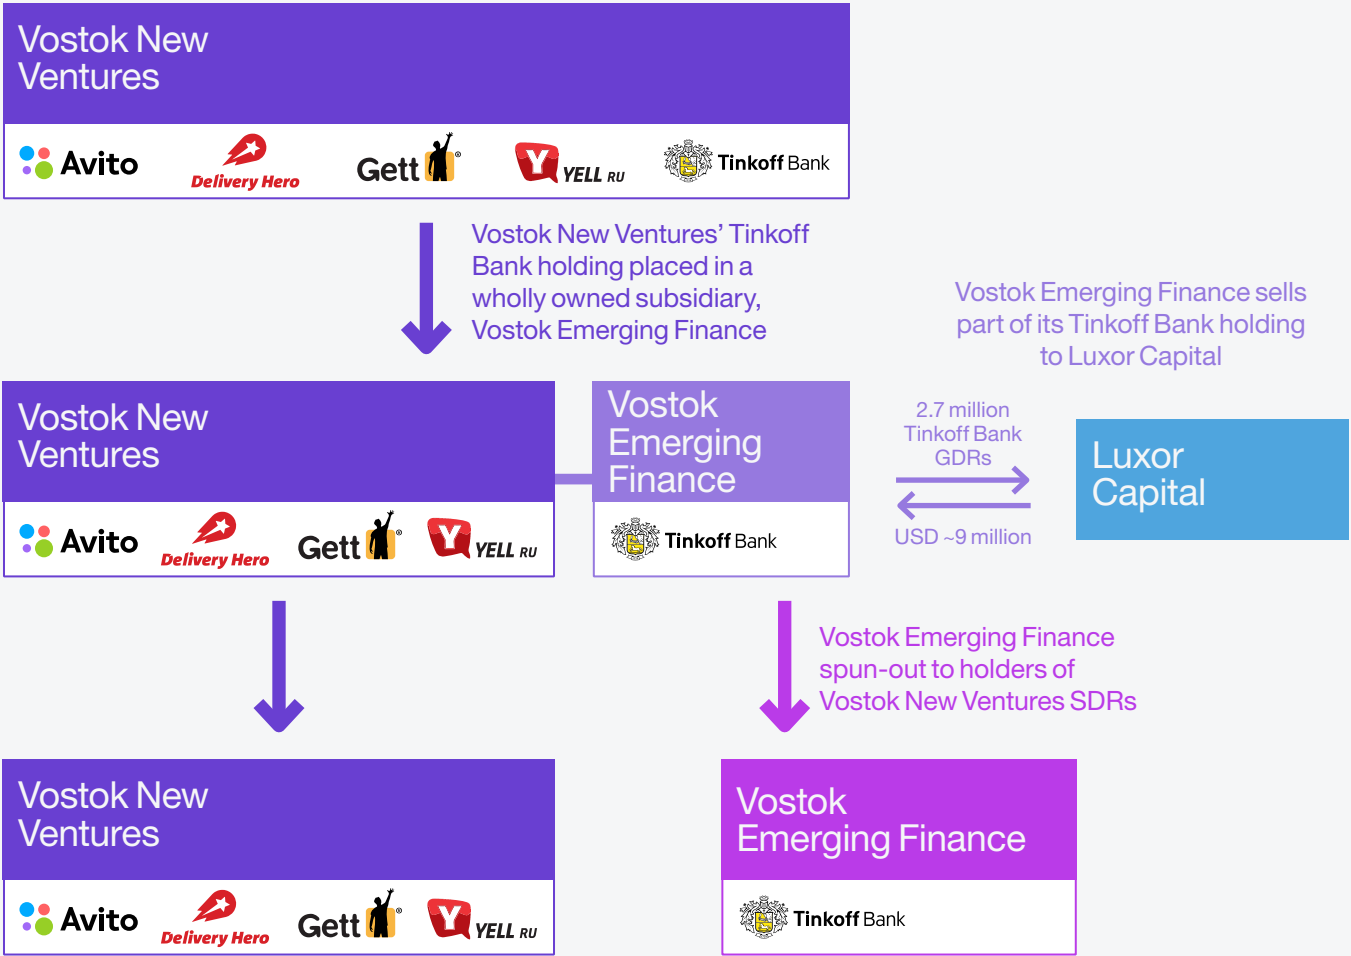 Vostok New
Ventures
Avito
Delivery Hero
Gett®
Y YELL RU
Tinkoff Bank
Vostok New Ventures’ Tinkoff
Bank holding placed in a
wholly owned subsidiary,
Vostok Emerging Finance
Vostok Emerging Finance sells
part of its Tinkoff Bank holding
to Luxor Capital
Vostok New
Ventures
Avito
Delivery Hero
Gett®
Y YELL RU
Vostok
Emerging
Finance
Tinkoff Bank
2.7 million
Tinkoff Bank
GDRs
USD ~9 million
Luxor
Capital
Vostok Emerging Finance
spun-out to holders of
Vostok New Ventures SDRs
Vostok New
Ventures
Avito
Delivery Hero
Gett®
Y YELL RU
Vostok
Emerging Finance
Tinkoff Bank